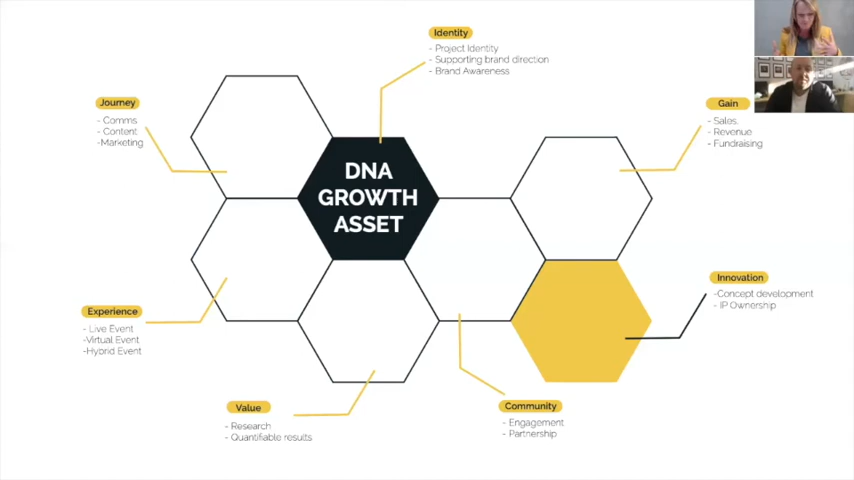 Identity
- Project Identity
- Supporting brand direction
- Brand Awareness
Journey
- Comms
- Content
-Marketing
Gain
- Sales,
- Revenue
- Fundraising
DNA
GROWTH
ASSET
Innovation
-Concept development
- IP Ownership
Experience
- Live Event
-Virtual Event
-Hybrid Event
Value
- Research
- Quantifiable results
Community
- Engagement
- Partnership